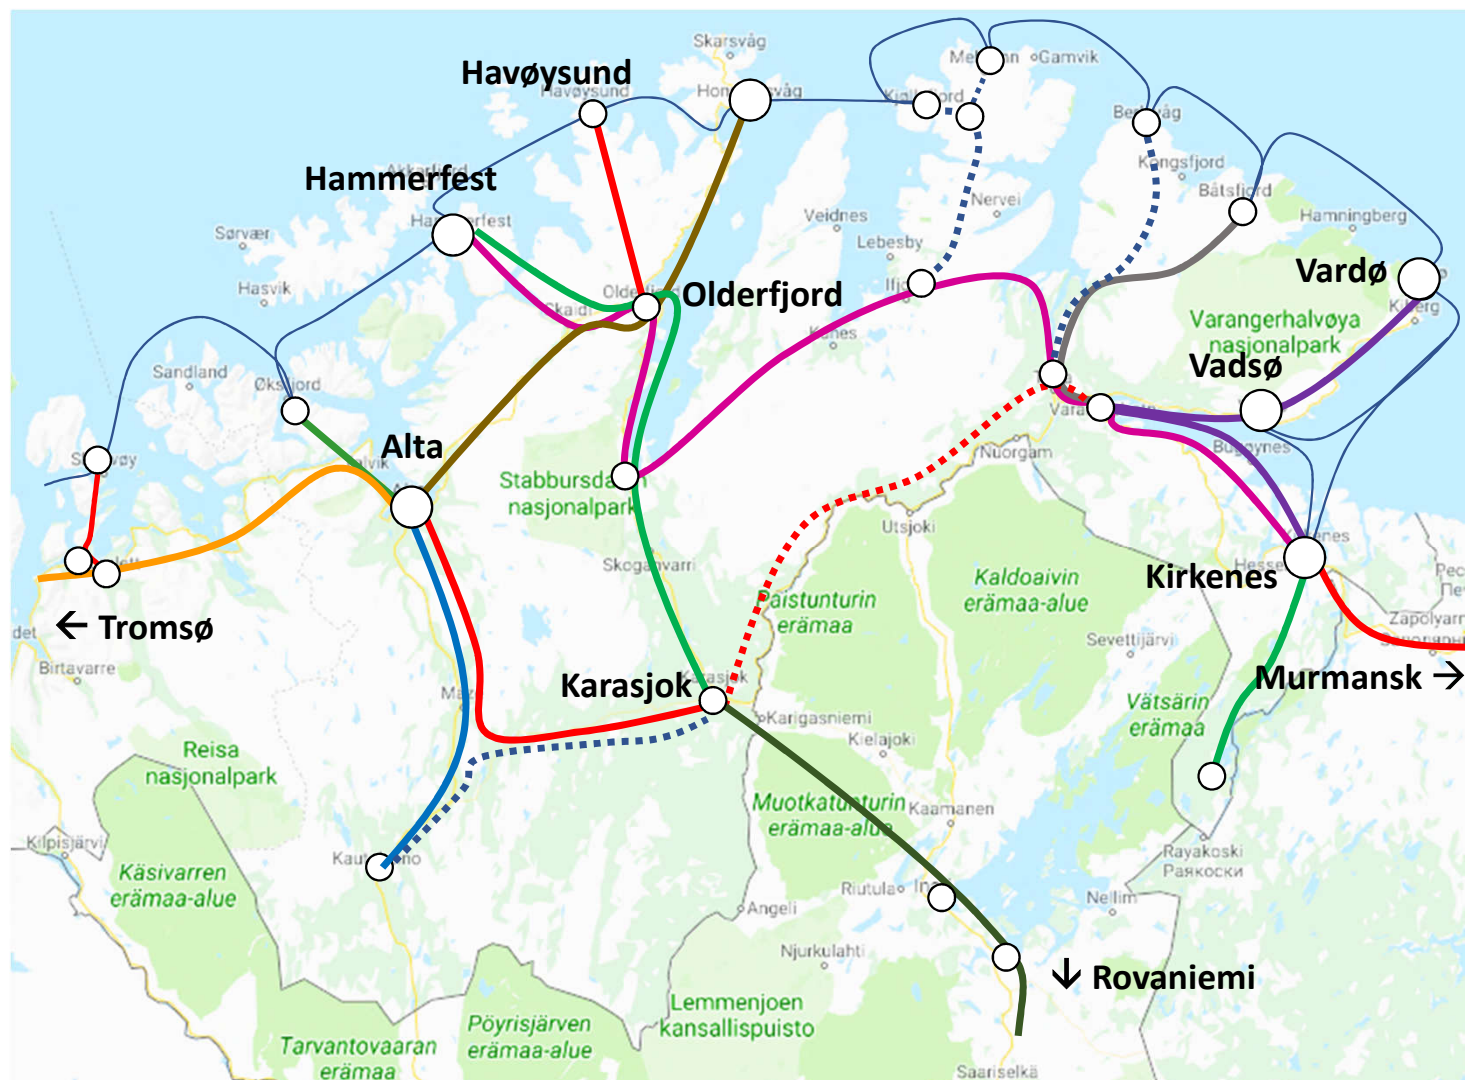 Skarsvåg
Havøysund
Havøysund
Gamvik
Kongsfjord
Båtsfjord
Hammerfest
Nervei
Veidnes
Hamningberg
Sørvær
Lebesby
Vardø
Hasvik
Olderfjord
Skaidi
Varangerhalvøya
nasjonalpark
Kunes
Vadsø
Sandland
Øksfjord
Alta
Nuorgam
Bugøynes
Stabbursdalen
nasjonalpark
Utsjoki
Skoganvarri
Kirkenes
Kaldoaivin
erämaa-alue
Paistunturin
erämaa
← Tromsø
Sevettijärvi
Birtavarre
Karasjok
Murmansk →
Karigasniemi
Vätsärin
erämaa
Kielajoki
Reisa
nasjonalpark
Muotkatunturin
erämaa-alue
Kaamanen
Kilpisjärvi
Rayakoski
Раякоски
Käsivarren
erämaa-alue
Riutula
Nellim
Angeli
Njurkulahti
↓ Rovaniemi
Lemmenjoen
kansallispuisto
Pöyrisjärven
erämaa-alue
Tarvantovaaran
erämaa
Saariselkä